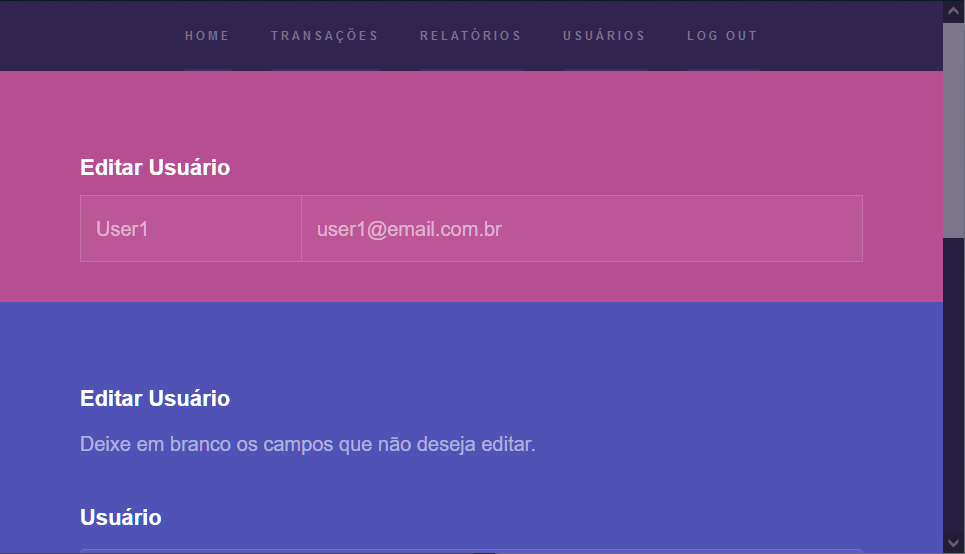 HOME TRANSAÇÕES RELATÓRIOS USUÁRIOS LOG OUT
Editar Usuário
User1 user1@email.com.br
Editar Usuário
Deixe em branco os campos que não deseja editar.
Usuário